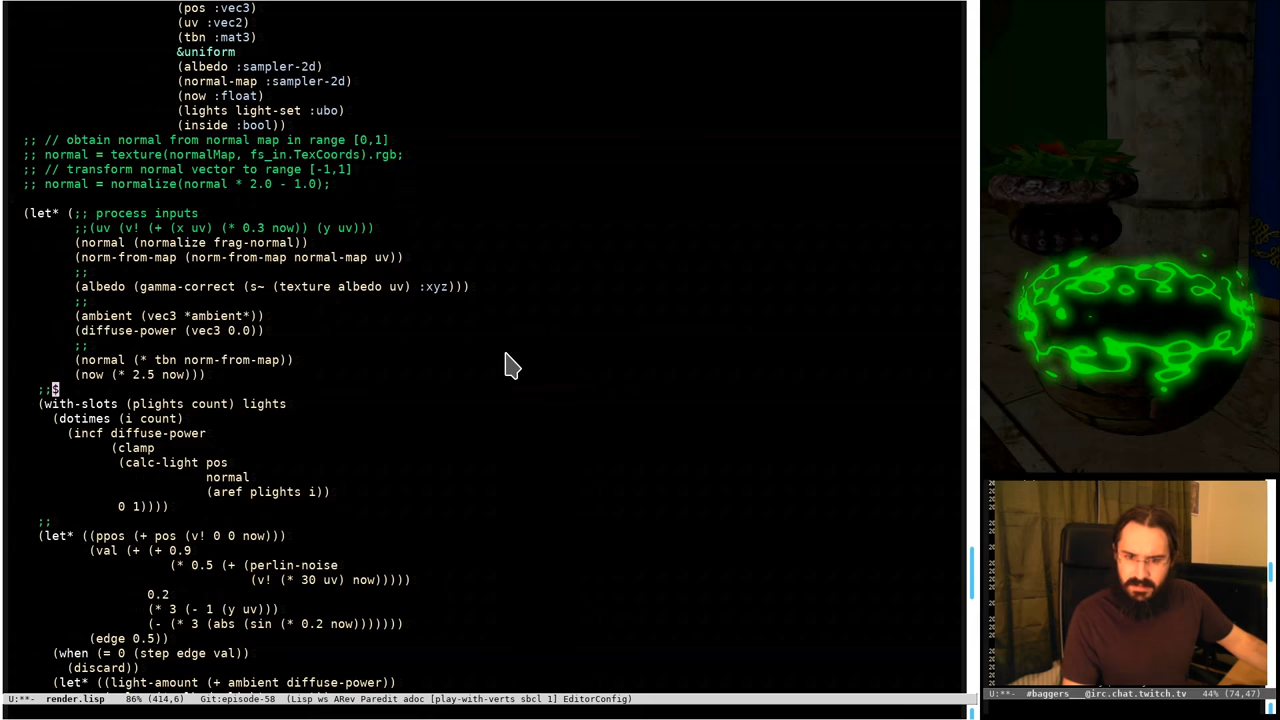 (pos :vec3)
(uv :vec2)
(tbn :mat3)
&uniform
(albedo :sampler-2d)
(normal-map :sampler-2d)
(now :float)
(lights light-set :ubo)
(inside :bool))
;; // obtain normal from normal map in range [0,1]
;; normal = texture(normalMap, fs_in.TexCoords).rgb;
;; // transform normal vector to range [-1,1]
;; normal = normalize(normal * 2.0 - 1.0);
(let* (;; process inputs
;;(uv (v! (+ (x uv) (* 0.3 now)) (y uv)))
(normal (normalize frag-normal))
(norm-from-map (norm-from-map normal-map uv))
;;
(albedo (gamma-correct (s~ (texture albedo uv) :xyz)))
;;
(ambient (vec3 *ambient*))
(diffuse-power (vec3 0.0))
;;
(normal (* tbn norm-from-map))
(now (* 2.5 now)))
;;$
(with-slots (plights count) lights
(dotimes (i count)
(incf diffuse-power
(clamp
(calc-light pos
normal
(aref plights i))
0 1))))
;;
(let* ((ppos (+ pos (v! 0 0 now)))
(val (+ (+ 0.9
(* 0.5 (+ (perlin-noise
(v! (* 30 uv) now)))))
0.2
(* 3 (- 1 (y uv)))
(- (* 3 (abs (sin (* 0.2 now)))))))
(edge 0.5))
(when (= 0 (step edge val))
(discard))
(let* ((light-amount (+ ambient diffuse-power))
U:**-  render.lisp   86% (414,6)   Git:episode-58  (Lisp ws ARev Paredit adoc [play-with-verts sbcl 1] EditorConfig)
U:**-  #baggers___@irc.chat.twitch.tv   44% (74,47)